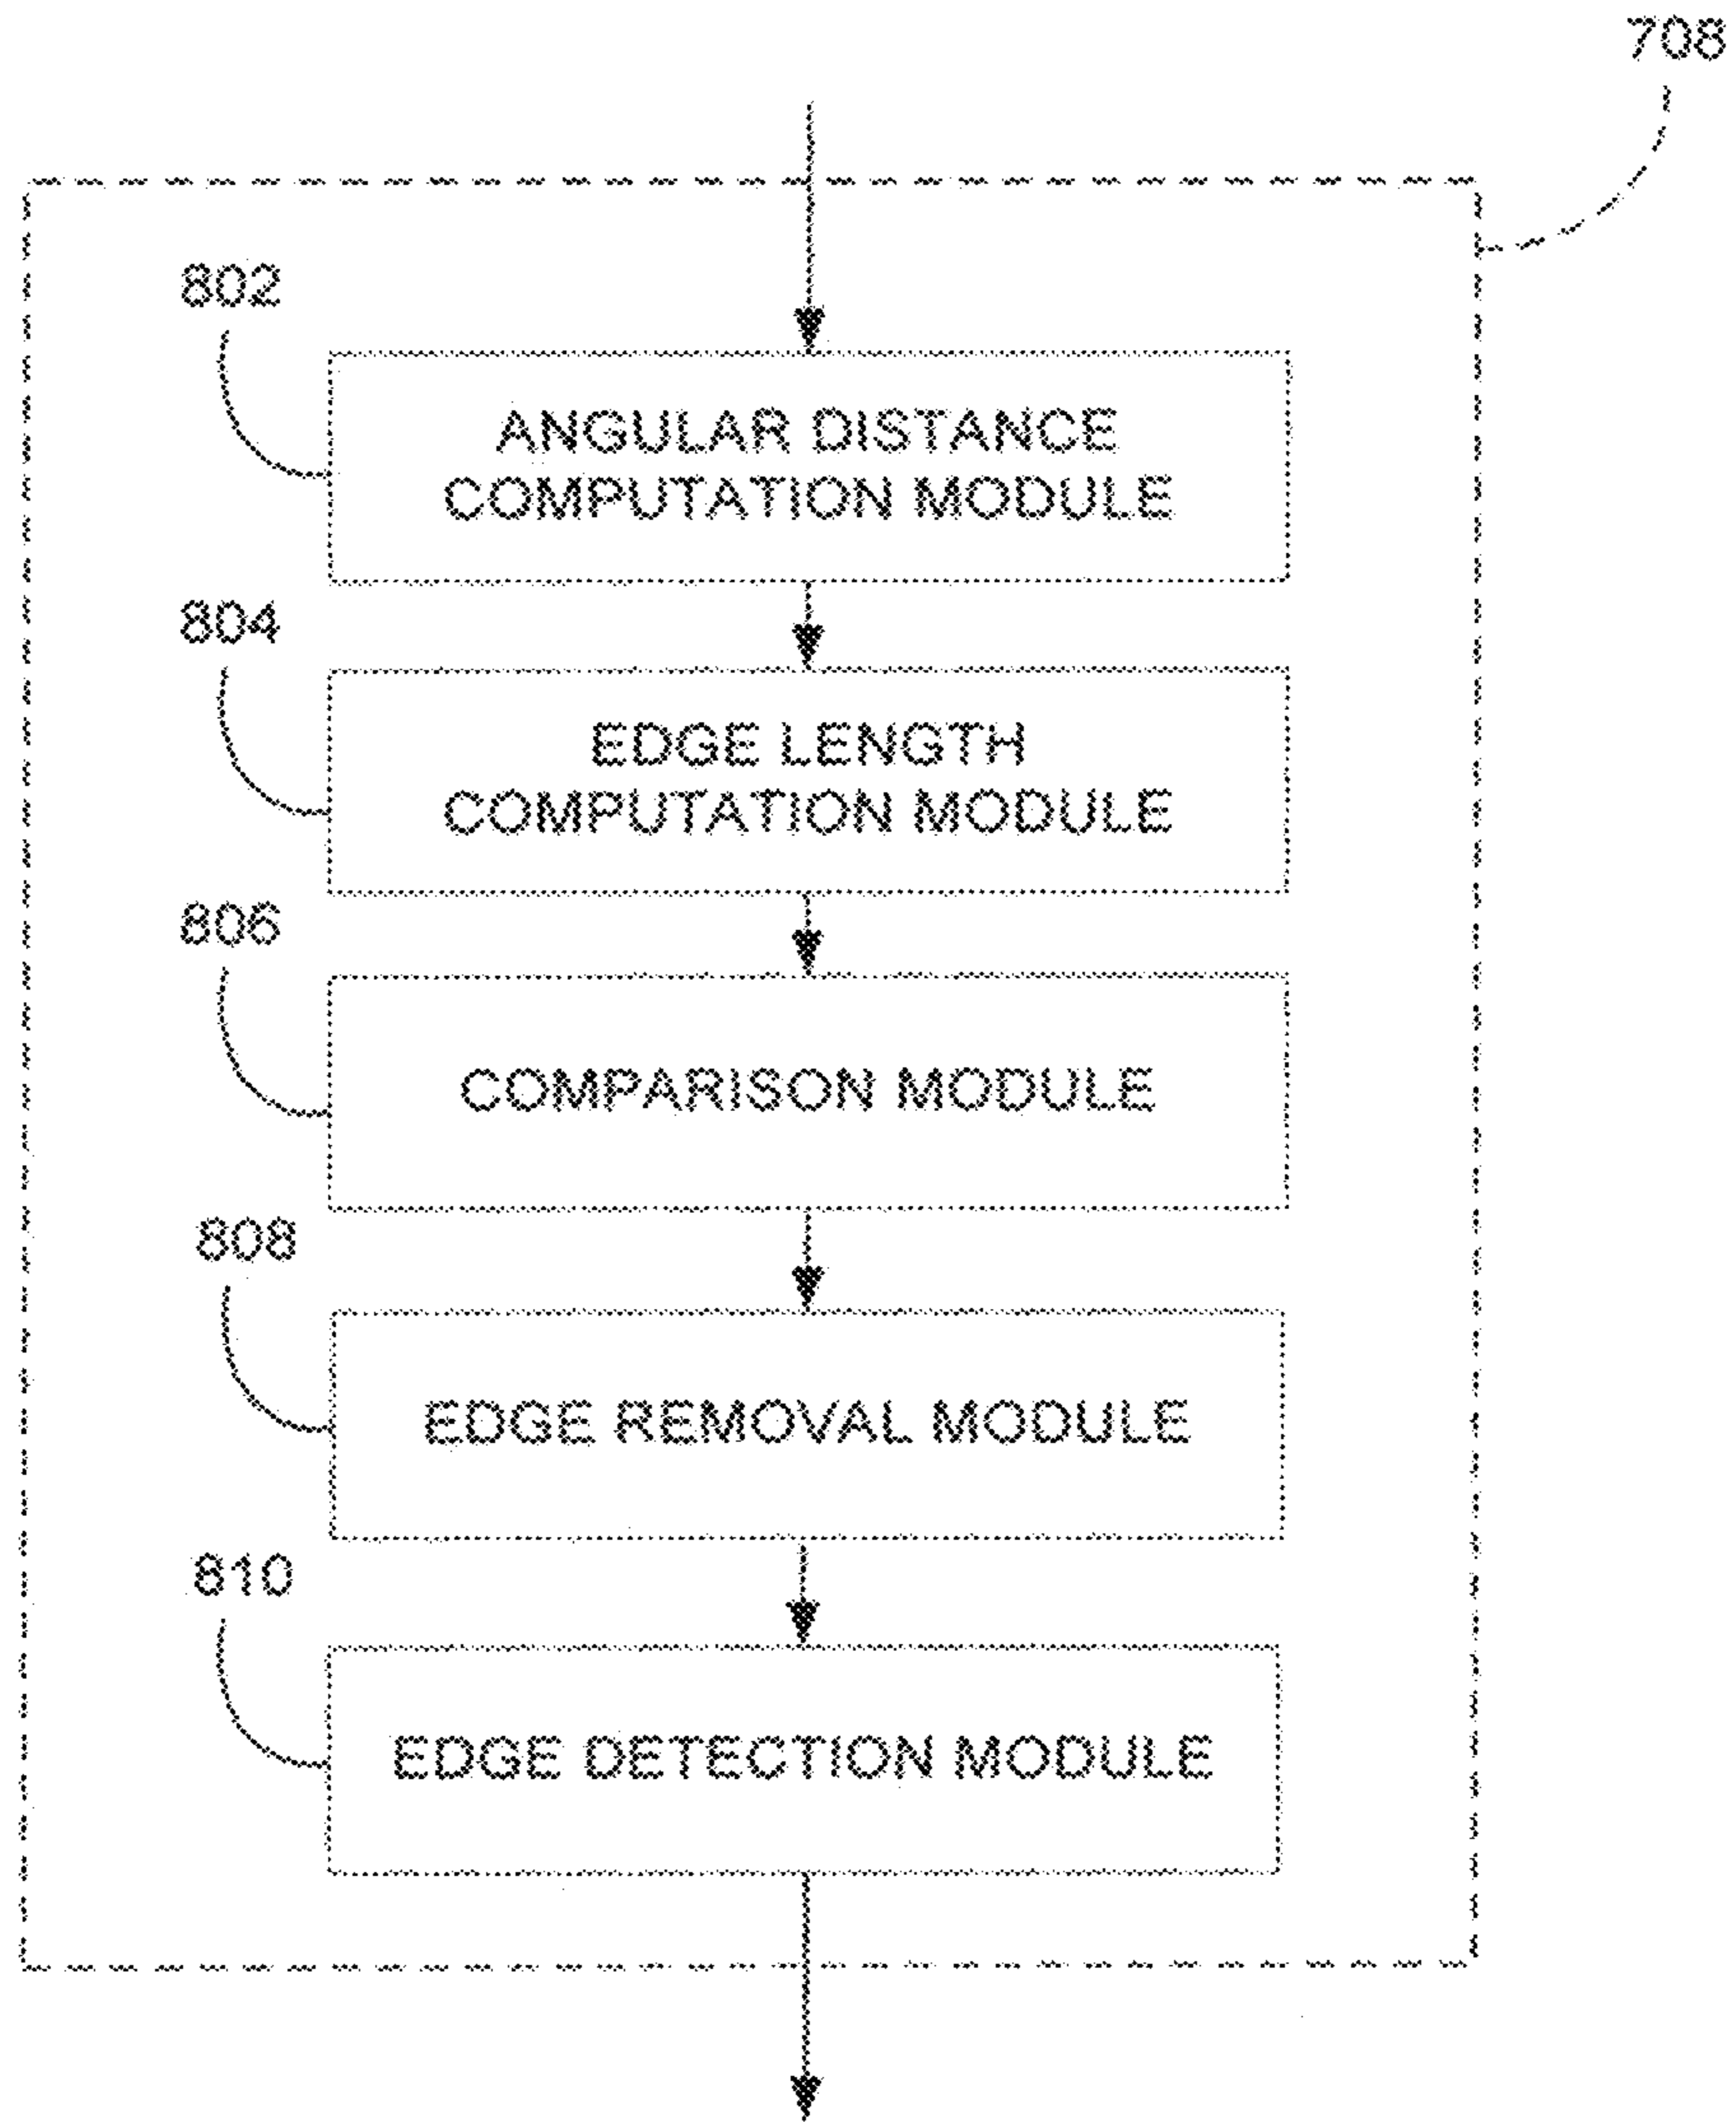 708
802
ANGULAR DISTANCE
COMPUTATION MODULE
804
EDGE LENGTH
COMPUTATION MODULE
806
COMPARISON MODULE
808
EDGE REMOVAL MODULE
810
EDGE DETECTION MODULE